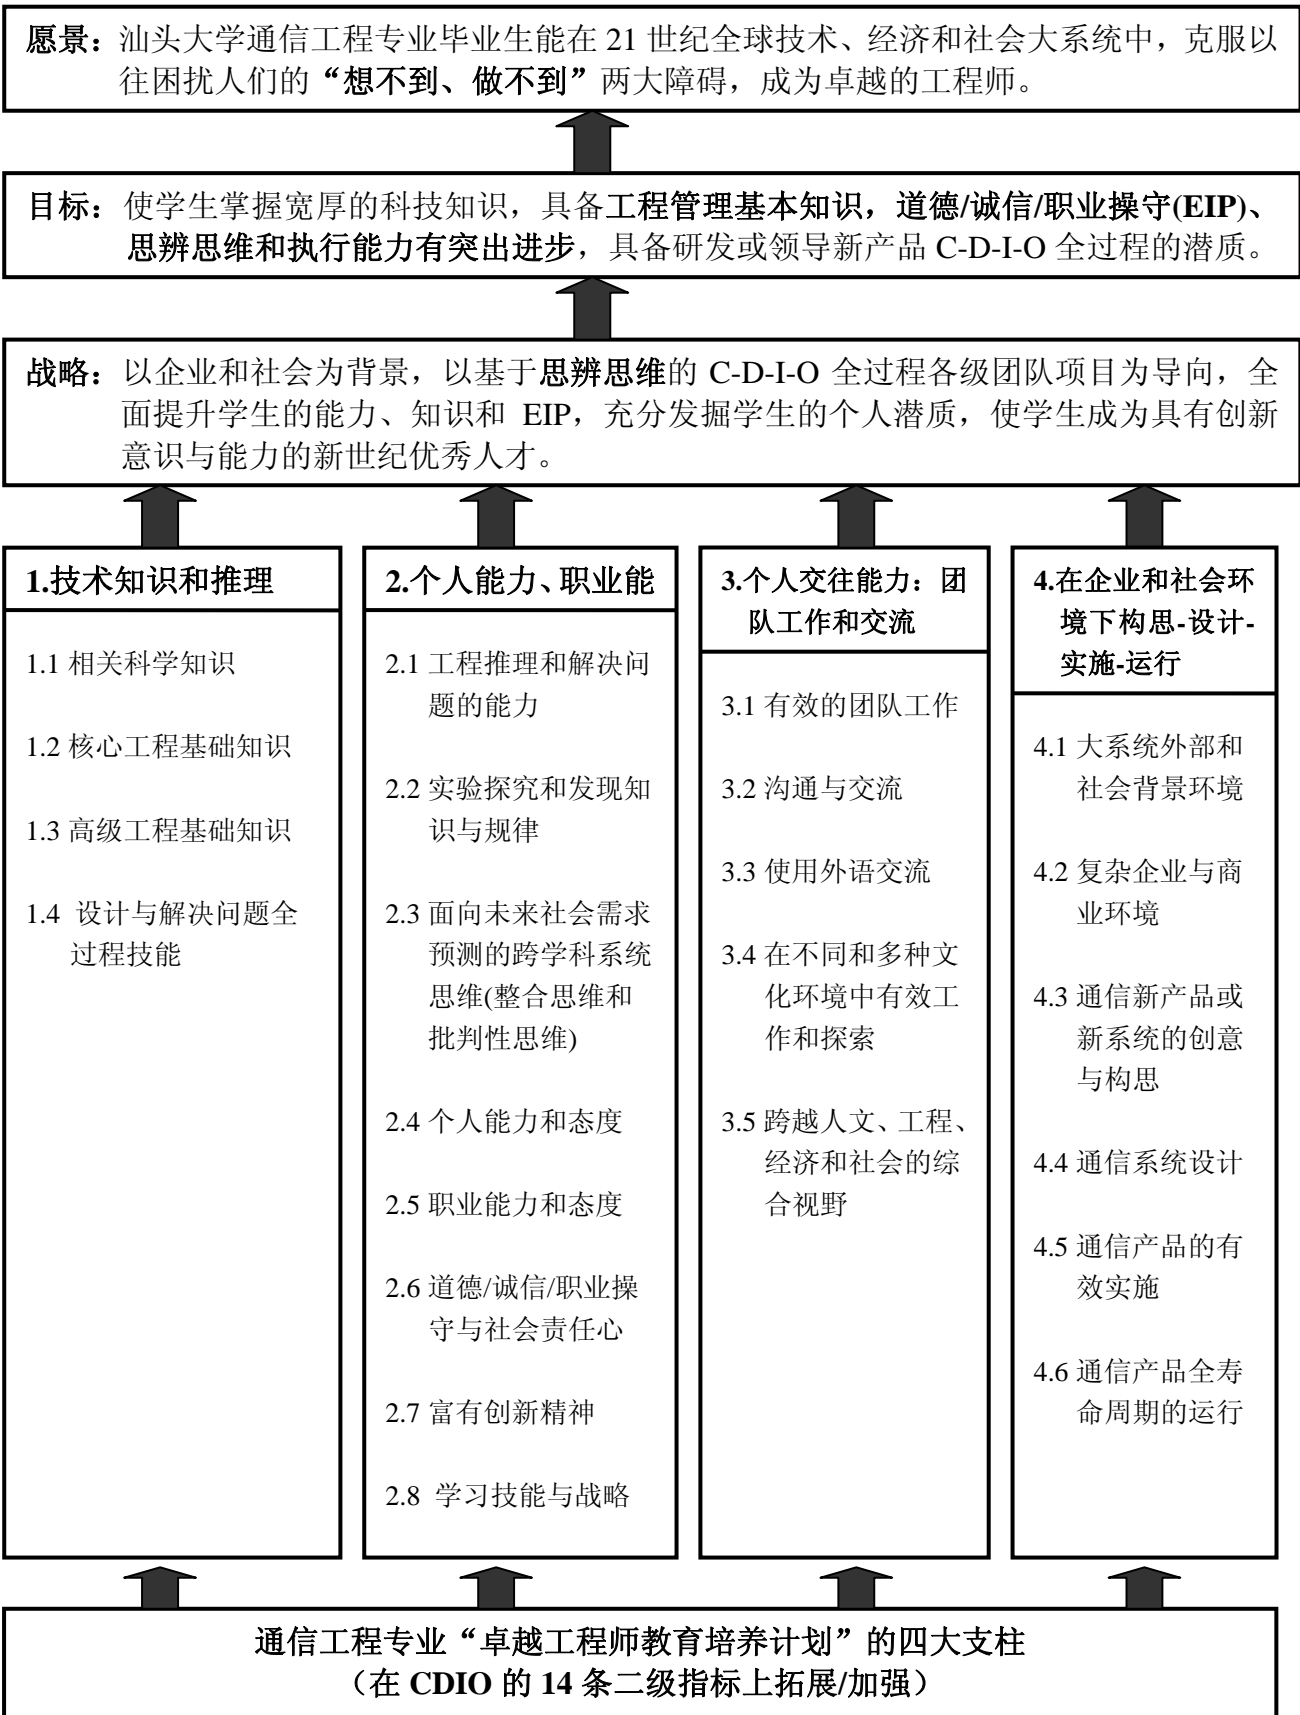 愿景：汕头大学通信工程专业毕业生能在 21 世纪全球技术、经济和社会大系统中，克服以
往困扰人们的“想不到、做不到”两大障碍，成为卓越的工程师。
目标：使学生掌握宽厚的科技知识，具备工程管理基本知识，道德/诚信/职业操守(EIP)、
思辨思维和执行能力有突出进步，具备研发或领导新产品 C-D-I-O 全过程的潜质。
战略：以企业和社会为背景，以基于思辨思维的 C-D-I-O 全过程各级团队项目为导向，全
面提升学生的能力、知识和 EIP，充分发掘学生的个人潜质，使学生成为具有创新
意识与能力的新世纪优秀人才。
1.技术知识和推理
1.1 相关科学知识
1.2 核心工程基础知识
1.3 高级工程基础知识
1.4 设计与解决问题全
过程技能
2.个人能力、职业能
2.1 工程推理和解决问
题的能力
2.2 实验探究和发现知
识与规律
2.3 面向未来社会需求
预测的跨学科系统
思维(整合思维和
批判性思维)
2.4 个人能力和态度
2.5 职业能力和态度
2.6 道德/诚信/职业操
守与社会责任心
2.7 富有创新精神
2.8 学习技能与战略
3.个人交往能力：团
队工作和交流
3.1 有效的团队工作
3.2 沟通与交流
3.3 使用外语交流
3.4 在不同和多种文
化环境中有效工
作和探索
3.5 跨越人文、工程、
经济和社会的综
合视野
4.在企业和社会环
境下构思-设计-
实施-运行
4.1 大系统外部和
社会背景环境
4.2 复杂企业与商
业环境
4.3 通信新产品或
新系统的创意
与构思
4.4 通信系统设计
4.5 通信产品的有
效实施
4.6 通信产品全寿
命周期的运行
通信工程专业“卓越工程师教育培养计划”的四大支柱
（在 CDIO 的 14 条二级指标上拓展/加强）